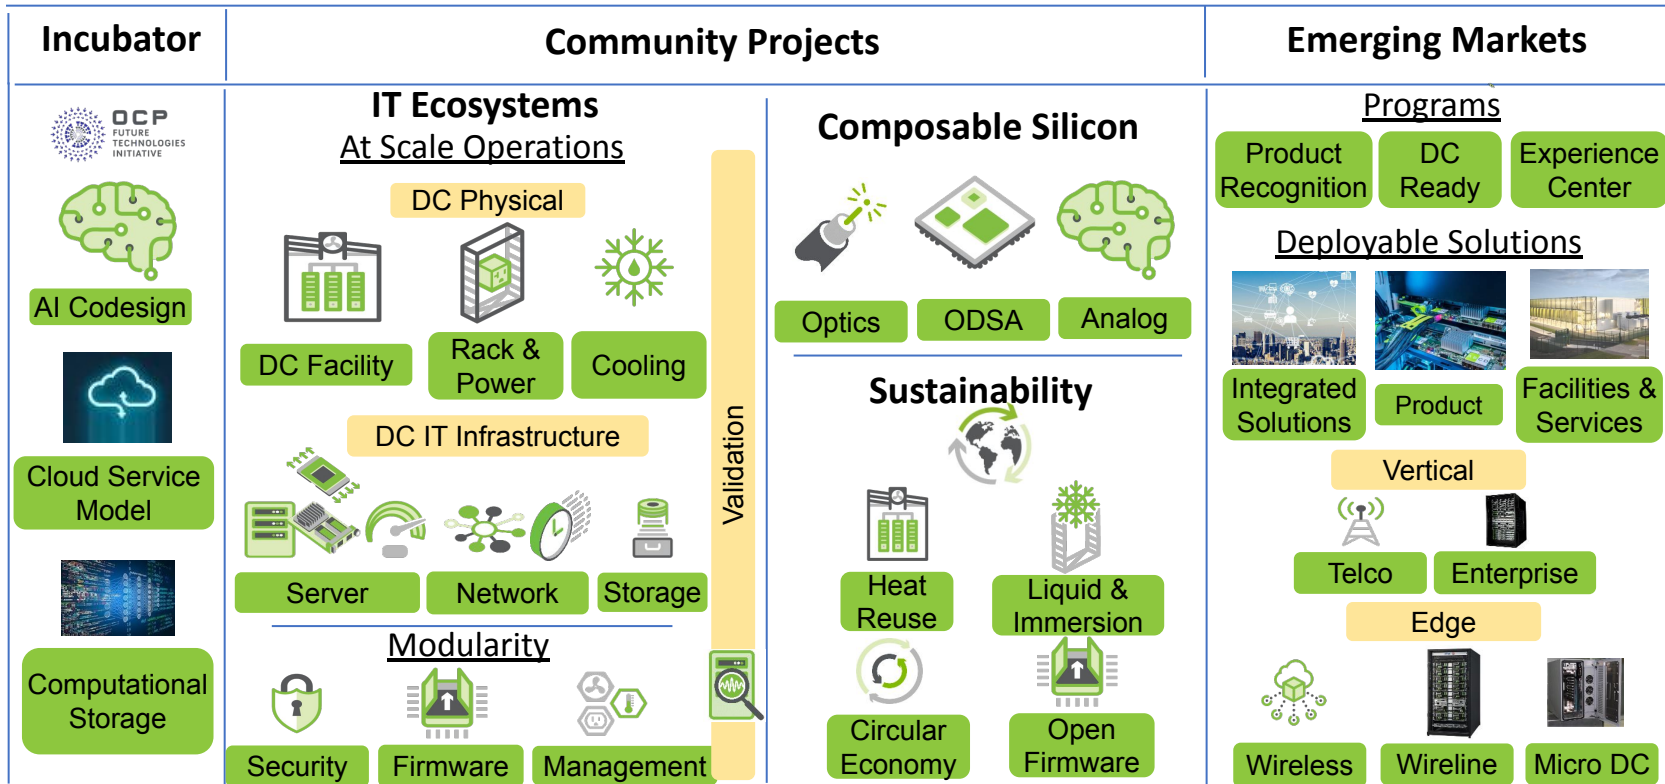 Incubator
Community Projects
Emerging Markets
OCP
FUTURE
TECHNOLOGIES
INITIATIVE
AI Codesign
Cloud Service
Model
Computational
Storage
IT Ecosystems
At Scale Operations
DC Physical
DC Facility
Rack &
Power
Cooling
DC IT Infrastructure
Server
Network
Storage
Modularity
Security
Firmware
Management
Validation
Composable Silicon
Optics
ODSA
Analog
Sustainability
Heat
Reuse
Liquid &
Immersion
Circular
Economy
Open
Firmware
Programs
Product
Recognition
DC
Ready
Experience
Center
Deployable Solutions
Integrated
Solutions
Product
Facilities &
Services
Vertical
Telco
Enterprise
Edge
Wireless
Wireline
Micro DC